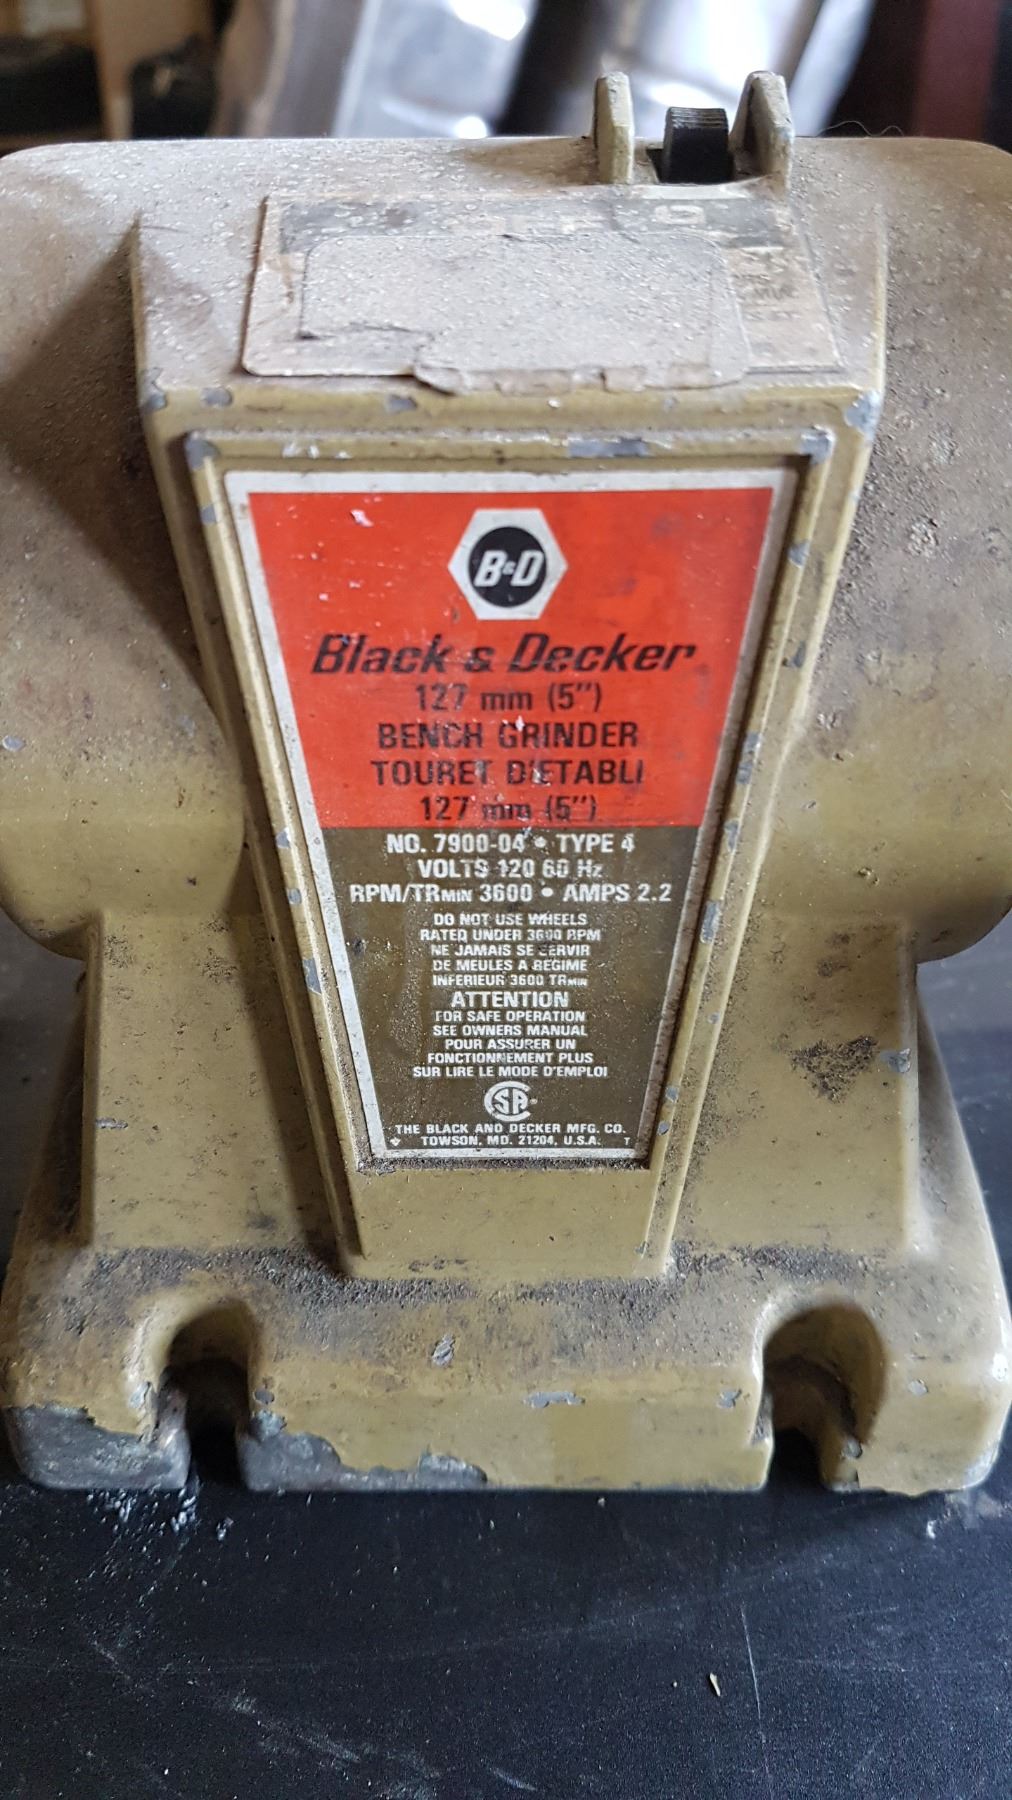 B&D
Black & Decker
127 mm (5")
BENCH GRINDER
TOURET D'ETABLI
127 mm (5")
NO. 7900-04 • TYPE 4
VOLTS 120 60 Hz
RPM/TRMIN 3600 • AMPS 2.2
DO NOT USE WHEELS
RATED UNDER 3600 RPM
NE JAMAIS SE SERVIR
DE MEULES A REGIME
INFERIEUR 3600 TRMIN
ATTENTION
FOR SAFE OPERATION
SEE OWNERS MANUAL
POUR ASSURER UN
FONCTIONNEMENT PLUS
SUR LIRE LE MODE D'EMPLOI
SA
THE BLACK AND DECKER MFG. CO.
TOWSON, MD. 21204, U.S.A. T